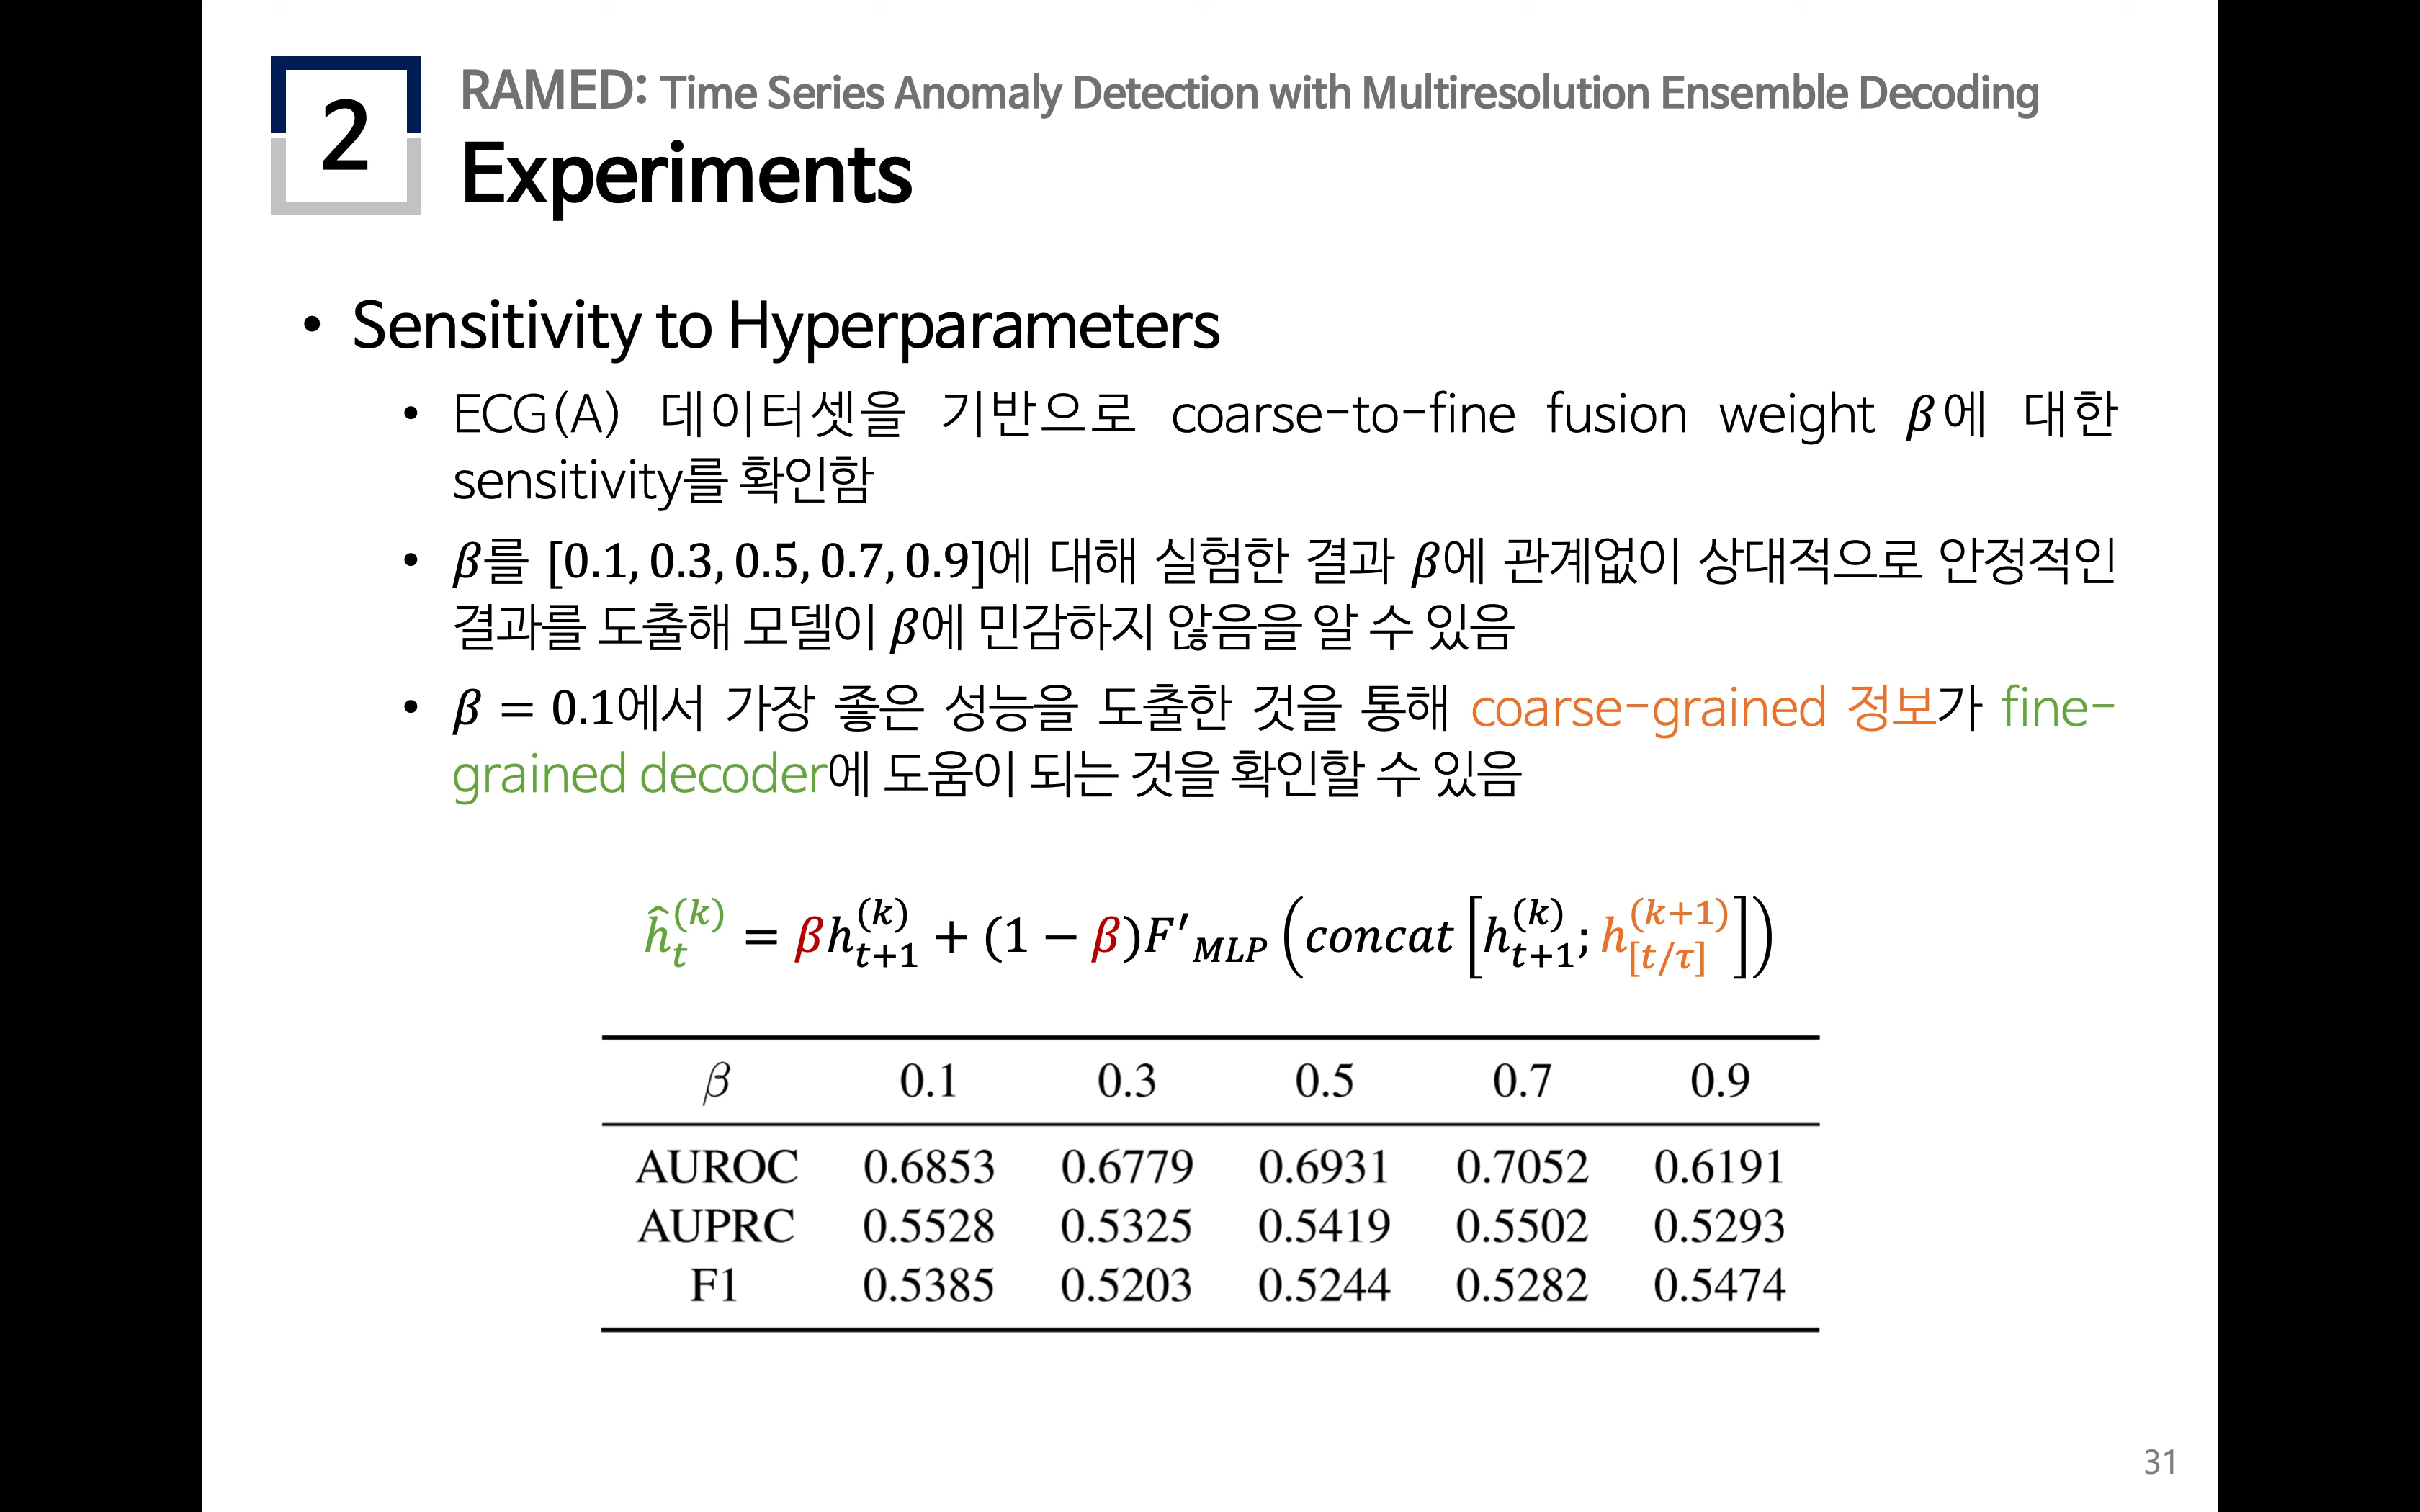 2
RAMED: Time Series Anomaly Detection with Multiresolution Ensemble Decoding
Experiments
• Sensitivity to Hyperparameters
• ECG(A) 데이터셋을 기반으로 coarse-to-fine fusion weight β에 대한
sensitivity를 확인함
• β를 [0.1, 0.3, 0.5, 0.7, 0.9]에 대해 실험한 결과 β에 관계없이 상대적으로 안정적인
결과를 도출해 모델이 β에 민감하지 않음을 알 수 있음
• β = 0.1에서 가장 좋은 성능을 도출한 것을 통해 coarse-grained 정보가 fine-
grained decoder에 도움이 되는 것을 확인할 수 있음
ĥ_t^(k) = βh_{t+1}^(k) + (1 − β)F′_MLP (concat [h_{t+1}^(k); h_{[t/τ]}^(k+1)])
β 0.1 0.3 0.5 0.7 0.9
AUROC 0.6853 0.6779 0.6931 0.7052 0.6191
AUPRC 0.5528 0.5325 0.5419 0.5502 0.5293
F1 0.5385 0.5203 0.5244 0.5282 0.5474
31